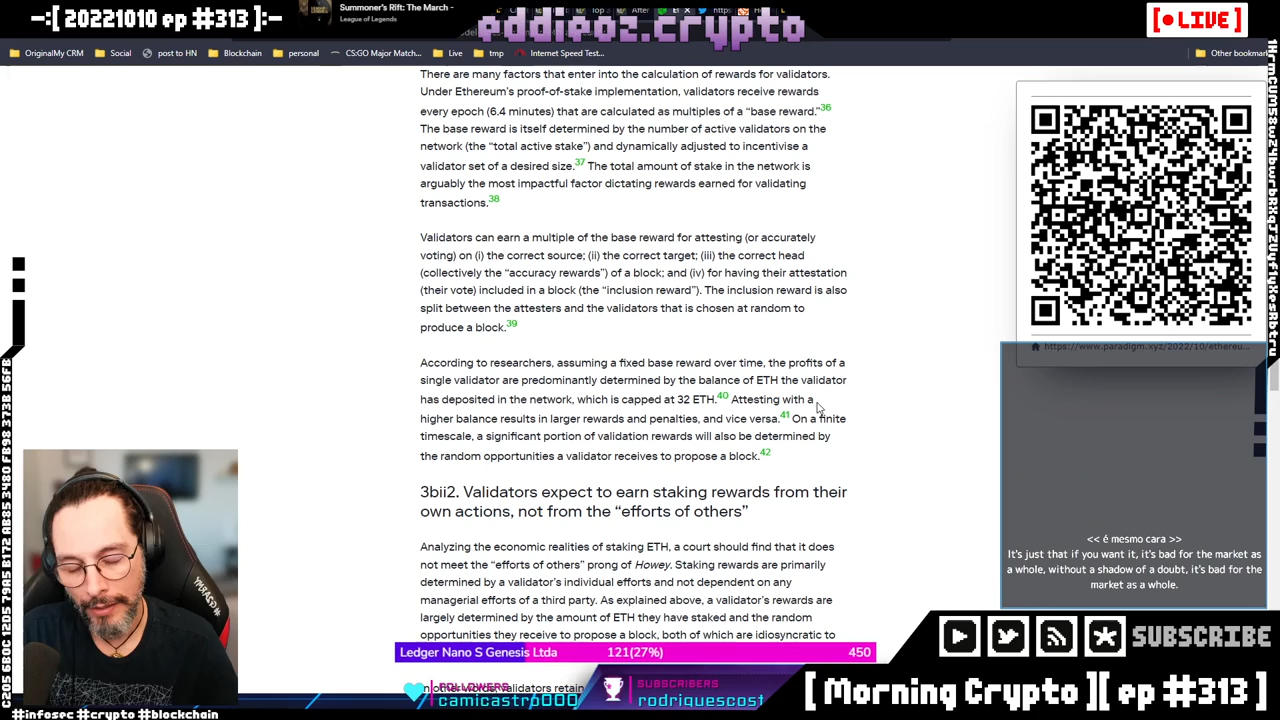 -:[ 20221010 ep #313 ]:-
Summoner's Rift: The March -
League of Legends
eddieoz.crypto
[ ● LIVE ]
OriginalMy CRM
Social
post to HN
Blockchain
personal
CS:GO Major Match...
Live
tmp
Internet Speed Test...
Other bookmar
There are many factors that enter into the calculation of rewards for validators.
Under Ethereum's proof-of-stake implementation, validators receive rewards
every epoch (6.4 minutes) that are calculated as multiples of a “base reward.”36
The base reward is itself determined by the number of active validators on the
network (the “total active stake”) and dynamically adjusted to incentivise a
validator set of a desired size.37 The total amount of stake in the network is
arguably the most impactful factor dictating rewards earned for validating
transactions.38
Validators can earn a multiple of the base reward for attesting (or accurately
voting) on (i) the correct source; (ii) the correct target; (iii) the correct head
(collectively the “accuracy rewards”) of a block; and (iv) for having their attestation
(their vote) included in a block (the “inclusion reward”). The inclusion reward is also
split between the attesters and the validators that is chosen at random to
produce a block.39
According to researchers, assuming a fixed base reward over time, the profits of a
single validator are predominantly determined by the balance of ETH the validator
has deposited in the network, which is capped at 32 ETH.40 Attesting with a
higher balance results in larger rewards and penalties, and vice versa.41 On a finite
timescale, a significant portion of validation rewards will also be determined by
the random opportunities a validator receives to propose a block.42
3bii2. Validators expect to earn staking rewards from their
own actions, not from the “efforts of others”
Analyzing the economic realities of staking ETH, a court should find that it does
not meet the “efforts of others” prong of Howey. Staking rewards are primarily
determined by a validator's individual efforts and not dependent on any
managerial efforts of a third party. As explained above, a validator's rewards are
largely determined by the amount of ETH they have staked and the random
opportunities they receive to propose a block, both of which are idiosyncratic to
validators retain
https://www.paradigm.xyz/2022/10/ethereu...
<< é mesmo cara >>
It's just that if you want it, it's bad for the market as
a whole, without a shadow of a doubt, it's bad for the
market as a whole.
Ledger Nano S Genesis Ltda 121(27%) 450
FOLLOWERS
camicastrp000
SUBSCRIBERS
rodriguescost
SUBSCRIBE
[ Morning Crypto ][ ep #313 ]
#infosec #crypto #blockchain